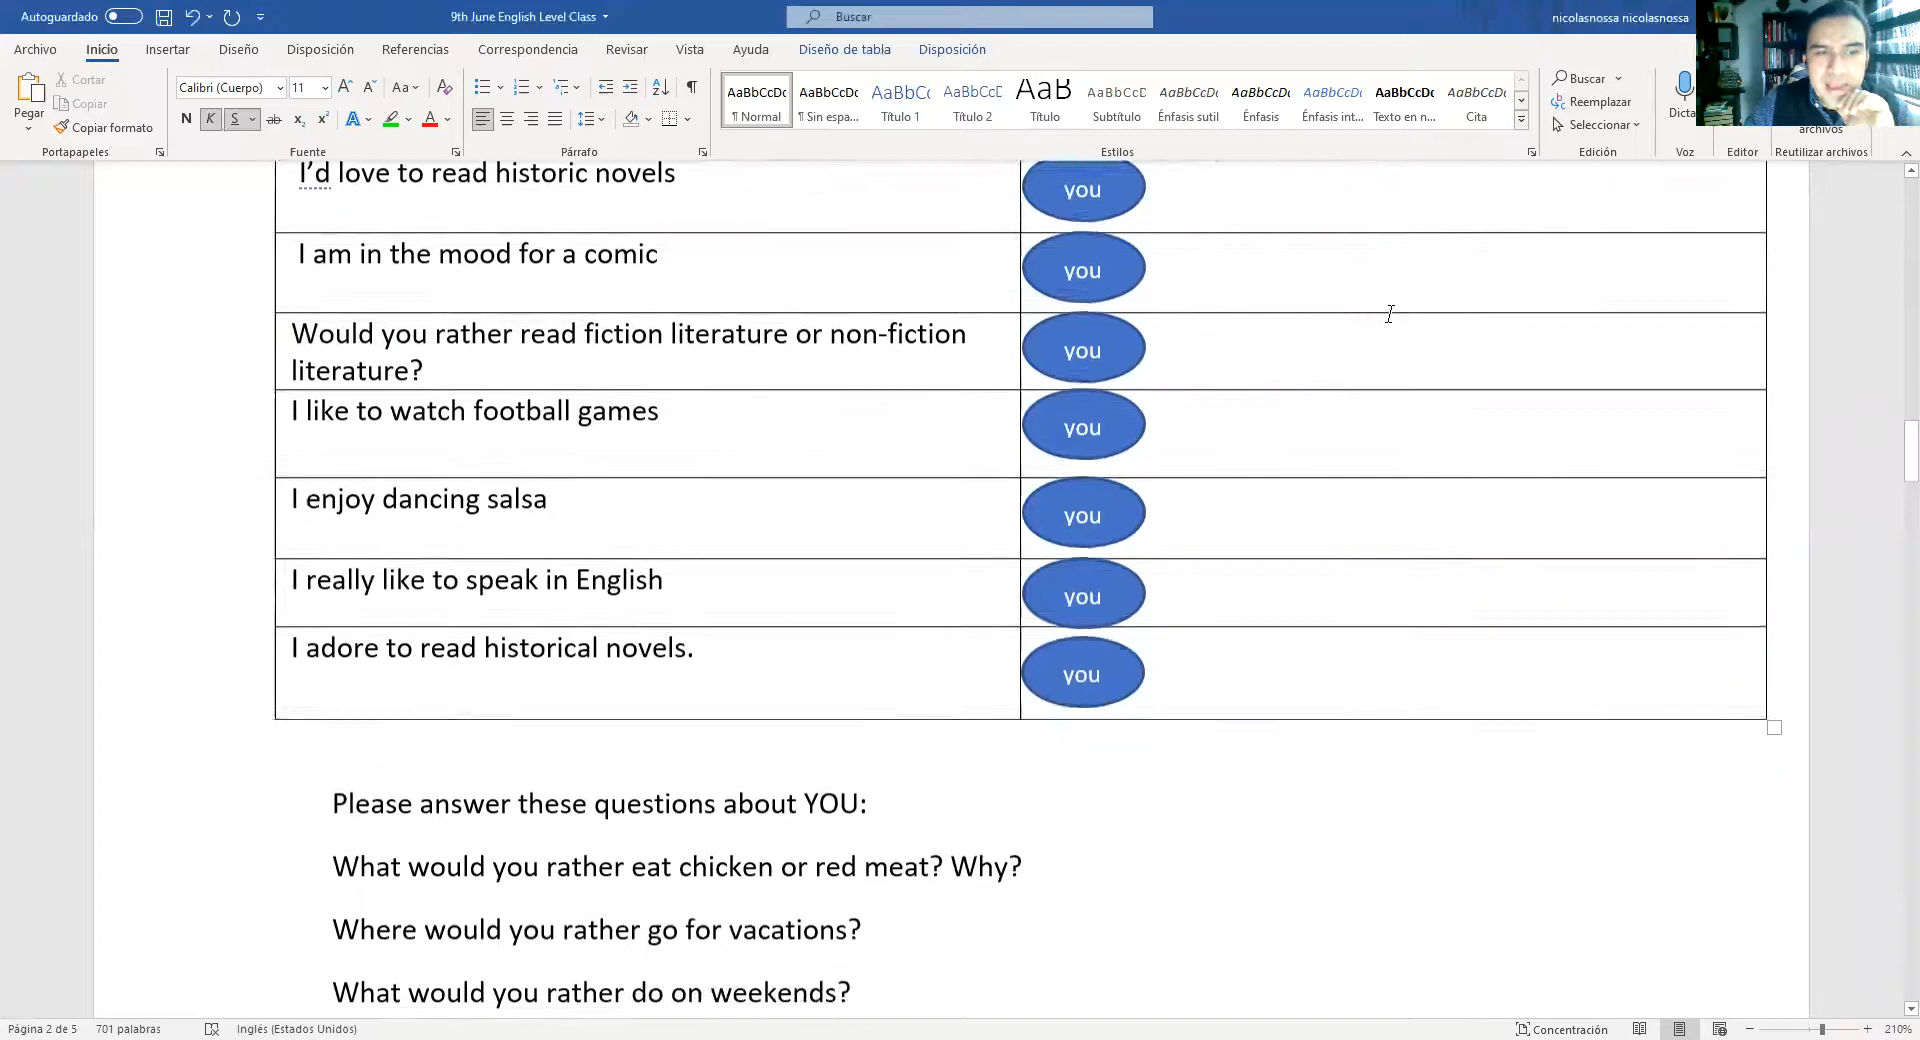 Autoguardado
9th June English Level Class
Buscar
nicolasnossa nicolasnossa
Archivo Inicio Insertar Diseño Disposición Referencias Correspondencia Revisar Vista Ayuda Diseño de tabla Disposición
Pegar
Cortar
Copiar
Copiar formato
Portapapeles
Calibri (Cuerpo) 11
N K S ab x₂ x²
Fuente
Párrafo
AaBbCcDc AaBbCcDc AaBbC AaBbCcD AaB AaBbCcD AaBbCcDc AaBbCcDc AaBbCcDc AaBbCcDc AaBbCcDc
¶ Normal ¶ Sin espa... Título 1 Título 2 Título Subtítulo Énfasis sutil Énfasis Énfasis int... Texto en n... Cita
Estilos
Buscar
Reemplazar
Seleccionar
Edición
Dicta
Voz
Editor
archivos
Reutilizar archivos
I’d love to read historic novels
you
I am in the mood for a comic
you
Would you rather read fiction literature or non-fiction
literature?
you
I like to watch football games
you
I enjoy dancing salsa
you
I really like to speak in English
you
I adore to read historical novels.
you
Please answer these questions about YOU:
What would you rather eat chicken or red meat? Why?
Where would you rather go for vacations?
What would you rather do on weekends?
Página 2 de 5 701 palabras Inglés (Estados Unidos) Concentración 210%